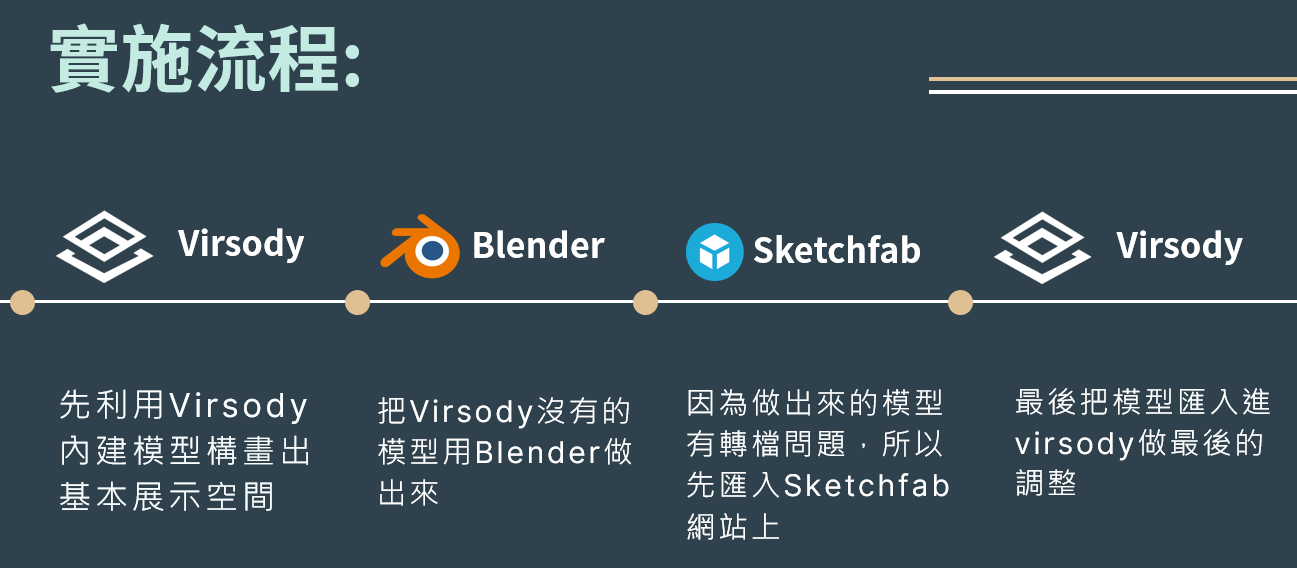 實施流程:
Virsody
Blender
Sketchfab
Virsody
先利用Virsody
內建模型構畫出
基本展示空間
把Virsody沒有的
模型用Blender做
出來
因為做出來的模型
有轉檔問題，所以
先匯入Sketchfab
網站上
最後把模型匯入進
virsody做最後的
調整